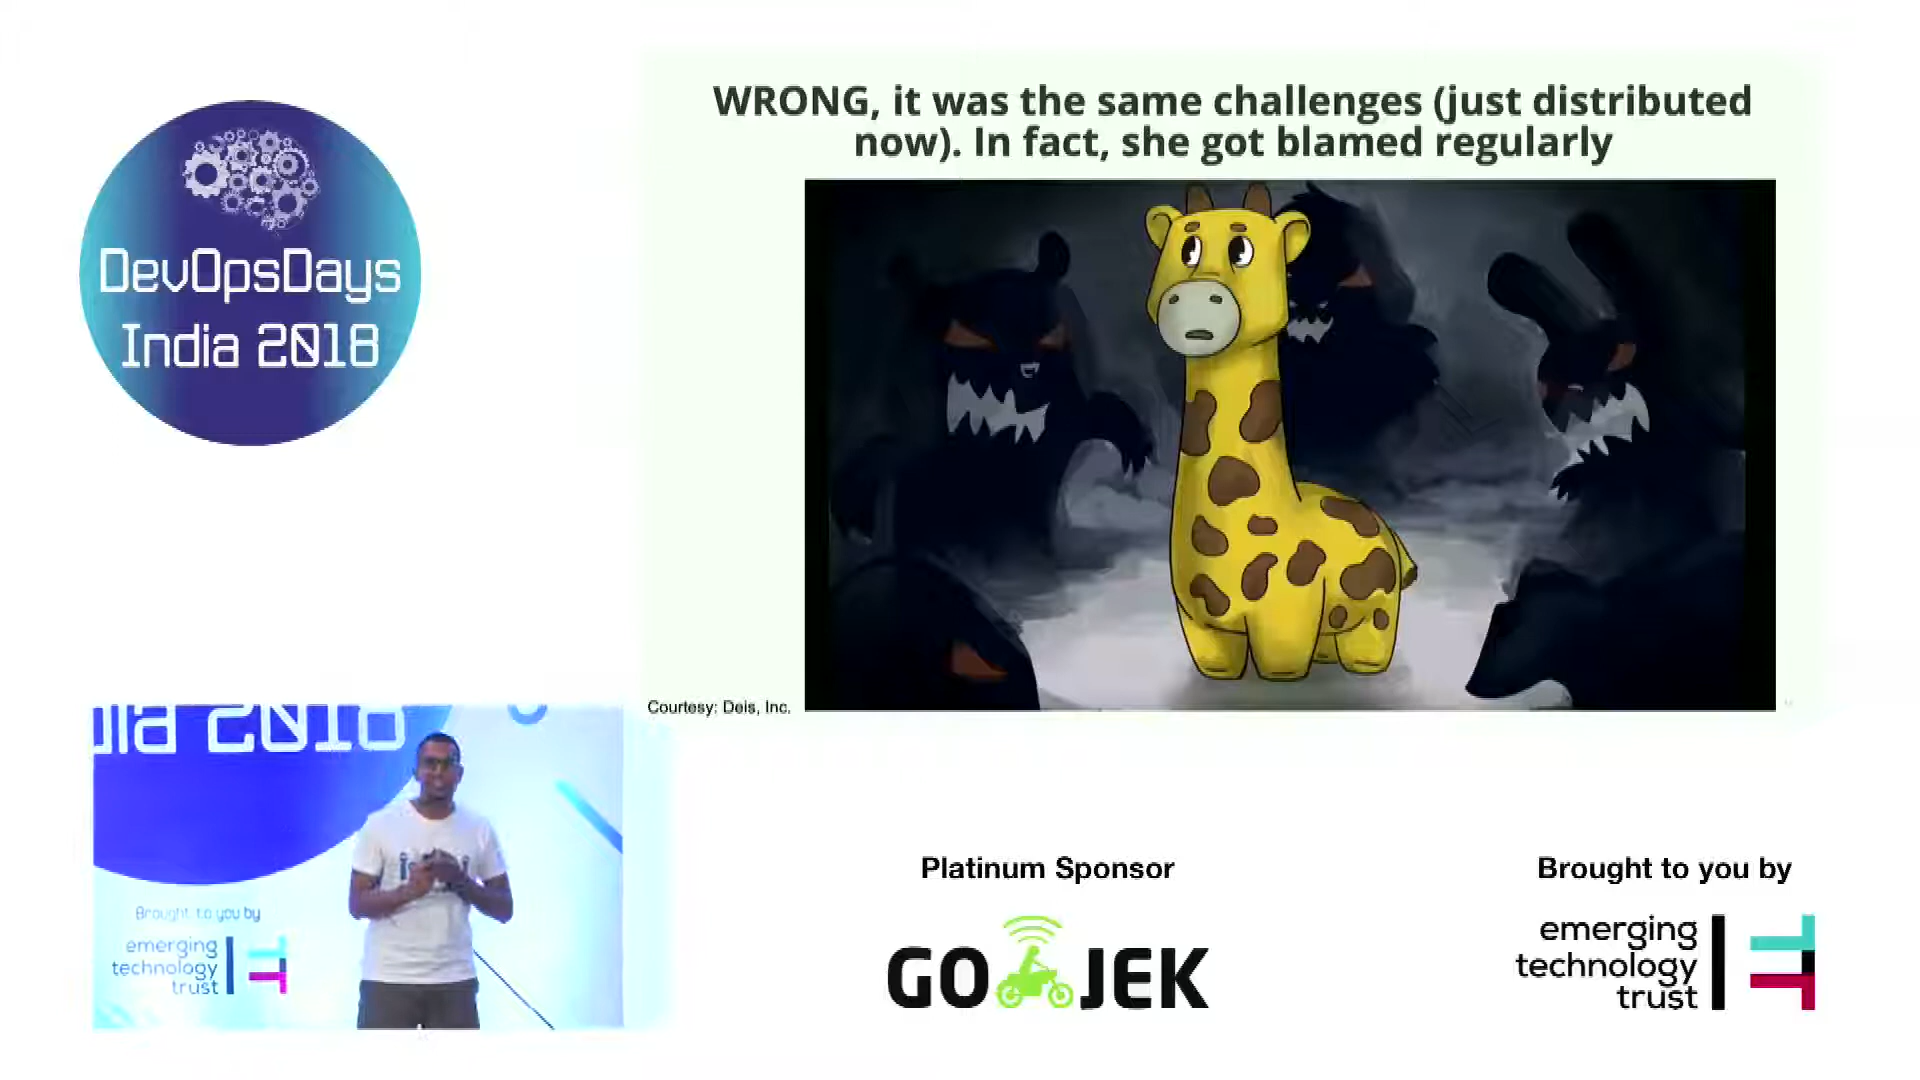 DevOpsDays
India 2018
WRONG, it was the same challenges (just distributed
now). In fact, she got blamed regularly
Courtesy: Deis, Inc.
Brought to you by
emerging
technology
trust
Platinum Sponsor
GO JEK
Brought to you by
emerging
technology
trust